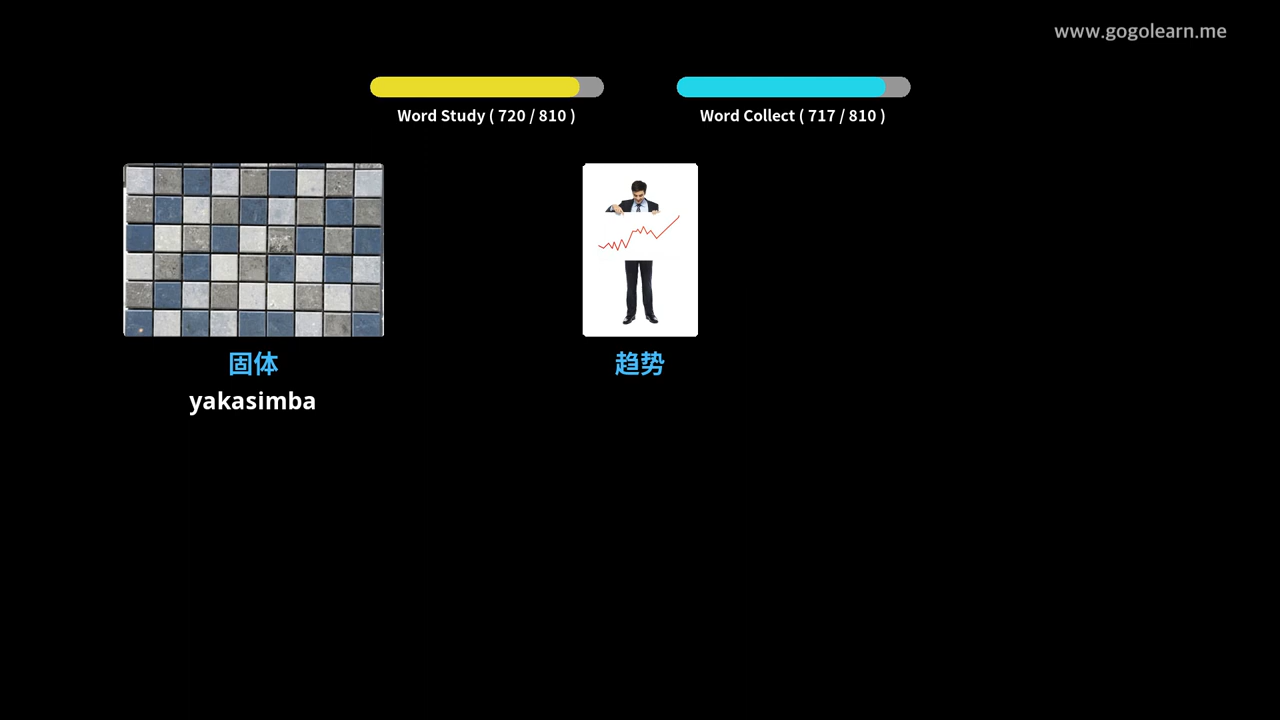 www.gogolearn.me
Word Study ( 720 / 810 )
Word Collect ( 717 / 810 )
固体
趋势
yakasimba